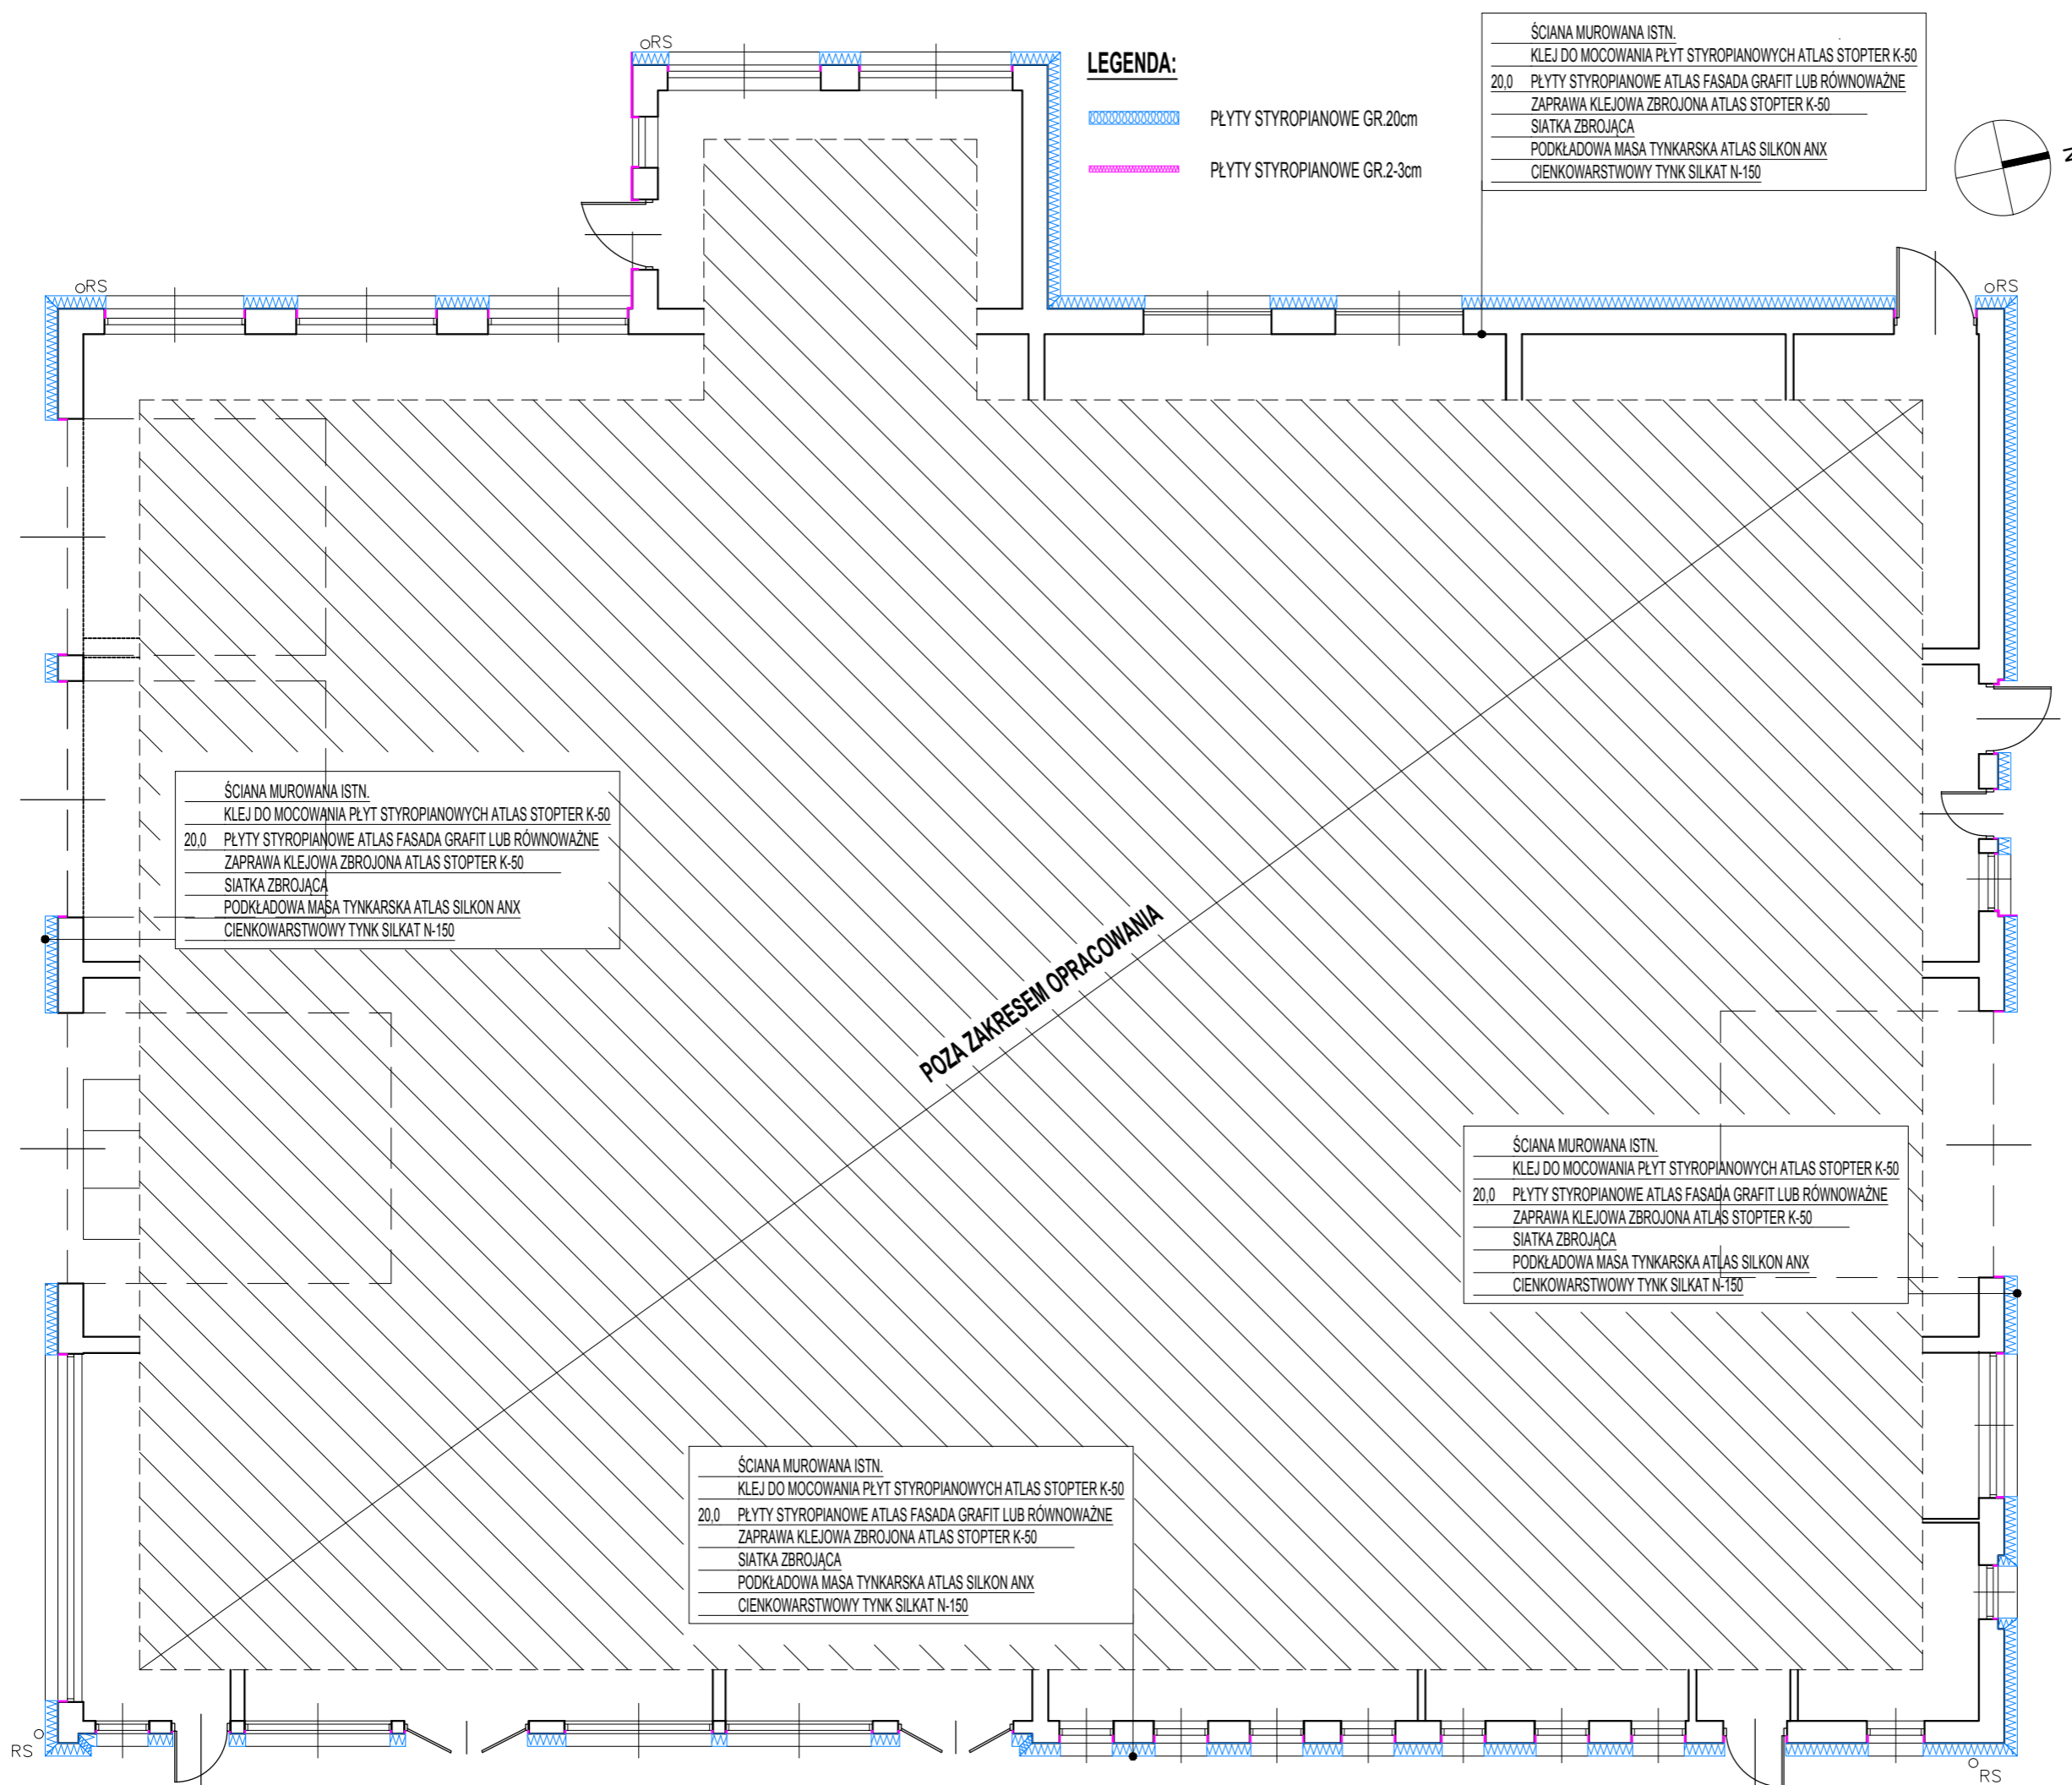 RS
LEGENDA:
PŁYTY STYROPIANOWE GR.20cm
PŁYTY STYROPIANOWE GR.2-3cm
ŚCIANA MUROWANA ISTN.
KLEJ DO MOCOWANIA PŁYT STYROPIANOWYCH ATLAS STOPTER K-50
20,0 PŁYTY STYROPIANOWE ATLAS FASADA GRAFIT LUB RÓWNOWAŻNE
ZAPRAWA KLEJOWA ZBROJONA ATLAS STOPTER K-50
SIATKA ZBROJĄCA
PODKŁADOWA MASA TYNKARSKA ATLAS SILKON ANX
CIENKOWARSTWOWY TYNK SILKAT N-150
N
RS
RS
ŚCIANA MUROWANA ISTN.
KLEJ DO MOCOWANIA PŁYT STYROPIANOWYCH ATLAS STOPTER K-50
20,0 PŁYTY STYROPIANOWE ATLAS FASADA GRAFIT LUB RÓWNOWAŻNE
ZAPRAWA KLEJOWA ZBROJONA ATLAS STOPTER K-50
SIATKA ZBROJĄCA
PODKŁADOWA MASA TYNKARSKA ATLAS SILKON ANX
CIENKOWARSTWOWY TYNK SILKAT N-150
POZA ZAKRESEM OPRACOWANIA
ŚCIANA MUROWANA ISTN.
KLEJ DO MOCOWANIA PŁYT STYROPIANOWYCH ATLAS STOPTER K-50
20,0 PŁYTY STYROPIANOWE ATLAS FASADA GRAFIT LUB RÓWNOWAŻNE
ZAPRAWA KLEJOWA ZBROJONA ATLAS STOPTER K-50
SIATKA ZBROJĄCA
PODKŁADOWA MASA TYNKARSKA ATLAS SILKON ANX
CIENKOWARSTWOWY TYNK SILKAT N-150
ŚCIANA MUROWANA ISTN.
KLEJ DO MOCOWANIA PŁYT STYROPIANOWYCH ATLAS STOPTER K-50
20,0 PŁYTY STYROPIANOWE ATLAS FASADA GRAFIT LUB RÓWNOWAŻNE
ZAPRAWA KLEJOWA ZBROJONA ATLAS STOPTER K-50
SIATKA ZBROJĄCA
PODKŁADOWA MASA TYNKARSKA ATLAS SILKON ANX
CIENKOWARSTWOWY TYNK SILKAT N-150
RS
RS